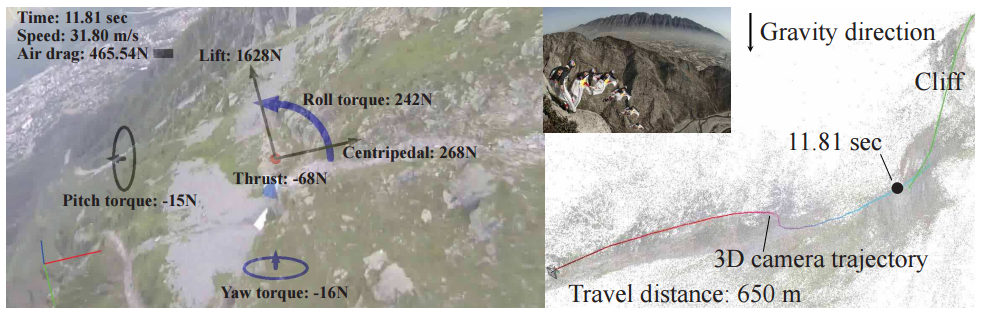 Time: 11.81 sec
Speed: 31.80 m/s
Air drag: 465.54N
Lift: 1628N
Roll torque: 242N
Centripedal: 268N
Thrust: -68N
Pitch torque: -15N
Yaw torque: -16N
Gravity direction
Cliff
11.81 sec
3D camera trajectory
Travel distance: 650 m